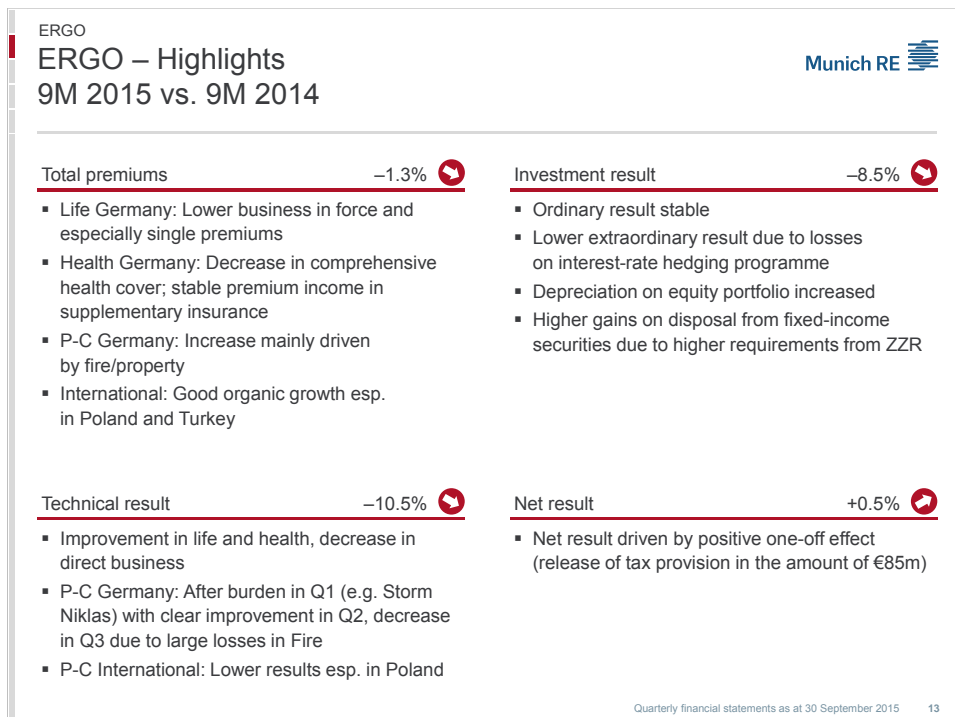 ERGO
ERGO – Highlights
9M 2015 vs. 9M 2014
Munich RE
Total premiums –1.3%
▪ Life Germany: Lower business in force and
especially single premiums
▪ Health Germany: Decrease in comprehensive
health cover; stable premium income in
supplementary insurance
▪ P-C Germany: Increase mainly driven
by fire/property
▪ International: Good organic growth esp.
in Poland and Turkey
Investment result –8.5%
▪ Ordinary result stable
▪ Lower extraordinary result due to losses
on interest-rate hedging programme
▪ Depreciation on equity portfolio increased
▪ Higher gains on disposal from fixed-income
securities due to higher requirements from ZZR
Technical result –10.5%
▪ Improvement in life and health, decrease in
direct business
▪ P-C Germany: After burden in Q1 (e.g. Storm
Niklas) with clear improvement in Q2, decrease
in Q3 due to large losses in Fire
▪ P-C International: Lower results esp. in Poland
Net result +0.5%
▪ Net result driven by positive one-off effect
(release of tax provision in the amount of €85m)
Quarterly financial statements as at 30 September 2015 13